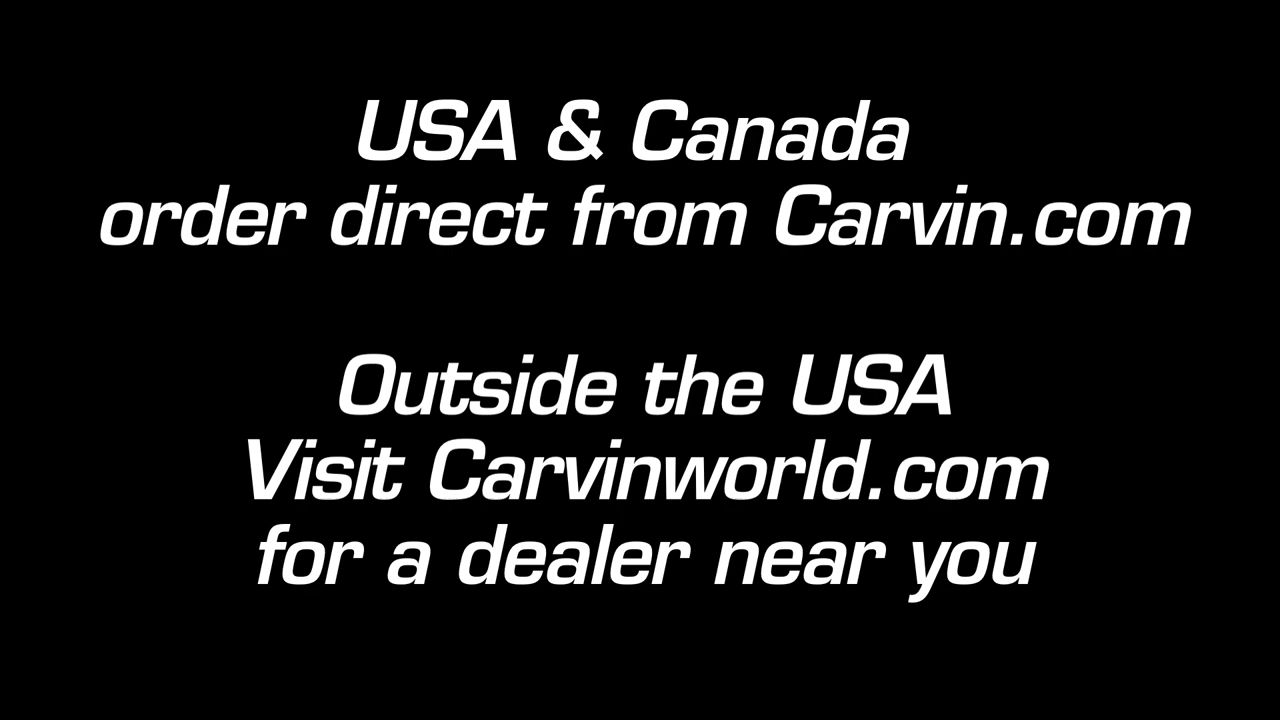 USA & Canada
order direct from Carvin.com
Outside the USA
Visit Carvinworld.com
for a dealer near you